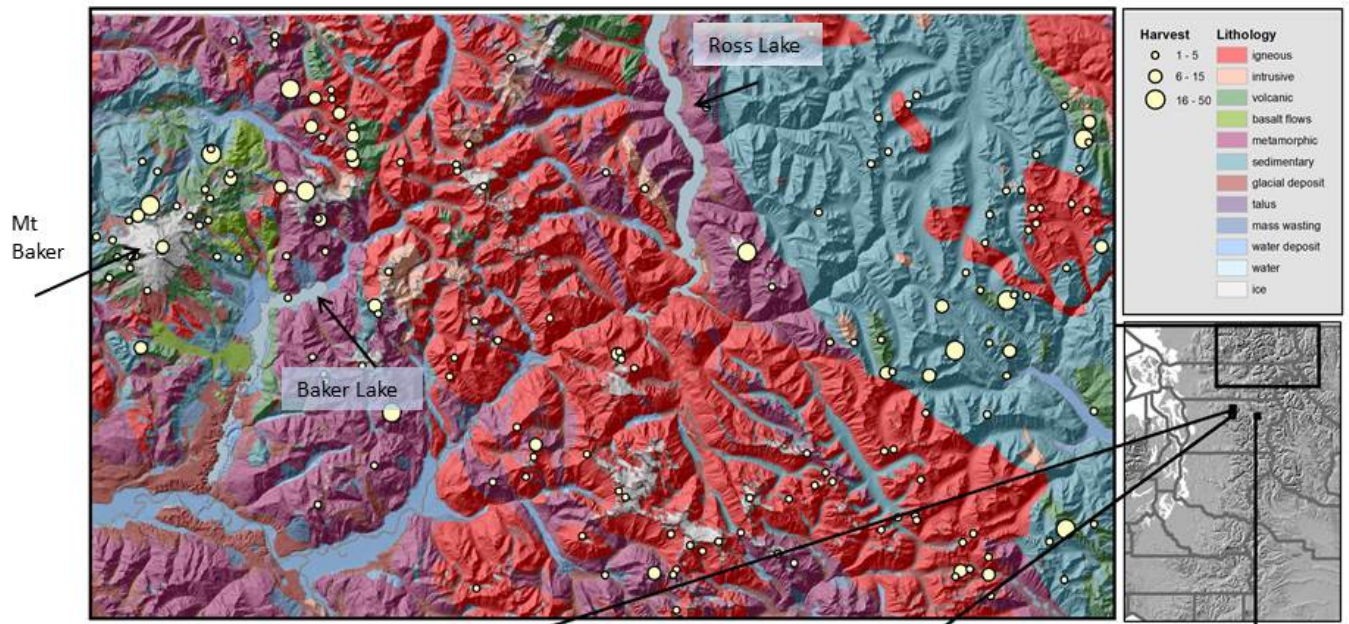 Ross Lake
Mt
Baker
Baker Lake
Harvest
1 - 5
6 - 15
16 - 50
Lithology
igneous
intrusive
volcanic
basalt flows
metamorphic
sedimentary
glacial deposit
talus
mass wasting
water deposit
water
ice